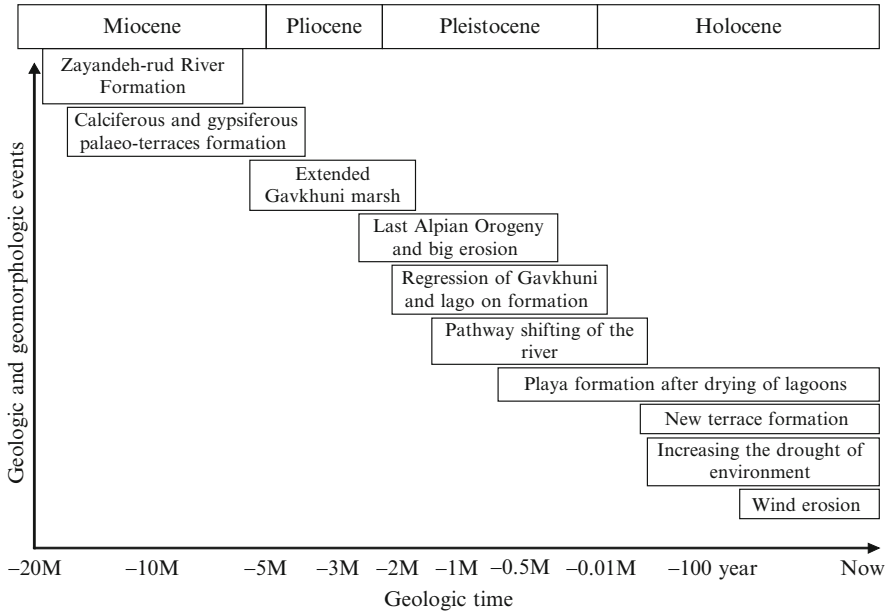 Miocene Pliocene Pleistocene Holocene
Zayandeh-rud River
Formation
Calciferous and gypsiferous
palaeo-terraces formation
Extended
Gavkhuni marsh
Last Alpian Orogeny
and big erosion
Regression of Gavkhuni
and lago on formation
Pathway shifting of the
river
Playa formation after drying of lagoons
New terrace formation
Increasing the drought of
environment
Wind erosion
Geologic and geomorphologic events
−20M −10M −5M −3M −2M −1M −0.5M −0.01M −100 year Now
Geologic time